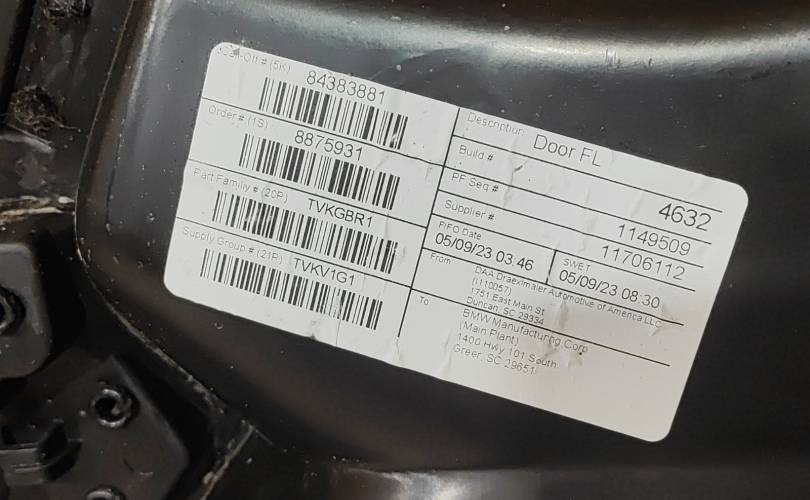 Call-Off # (5K)
84383881
Order # (1S)
8875931
Part Family # (20P)
TVKGBR1
Supply Group # (21P)
TVKV1G1
Description
Door FL
Build #
4632
PF Seq #
1149509
Supplier #
11706112
FIFO Date
05/09/23 03:46
SWET
05/09/23 08:30
From
DAA Draexlmaier Automotive of America LLC
(110057)
1751 East Main St
Duncan, SC 29334
To
BMW Manufacturing Corp
(Main Plant)
1400 Hwy 101 South
Greer, SC 29651